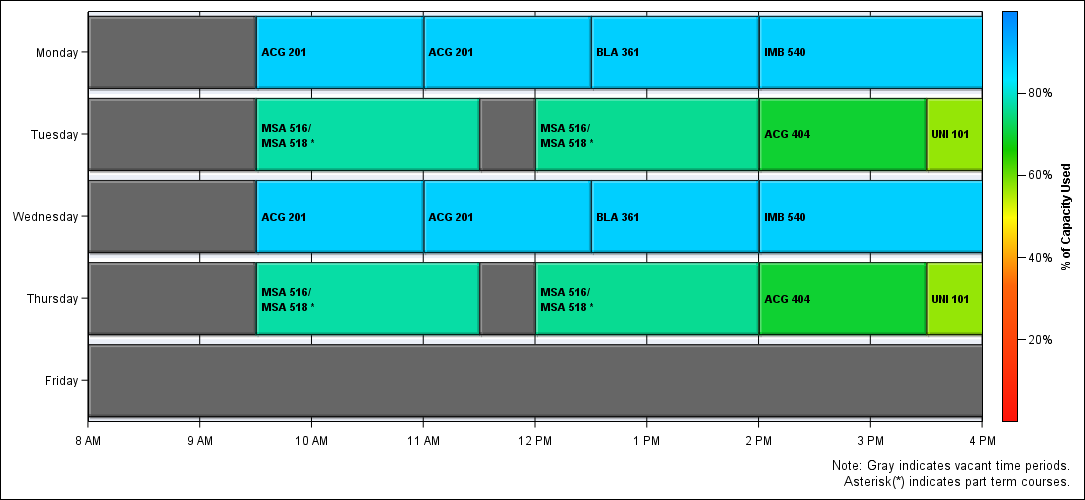 Monday
ACG 201
ACG 201
BLA 361
IMB 540
Tuesday
MSA 516/
MSA 518 *
MSA 516/
MSA 518 *
ACG 404
UNI 101
Wednesday
ACG 201
ACG 201
BLA 361
IMB 540
Thursday
MSA 516/
MSA 518 *
MSA 516/
MSA 518 *
ACG 404
UNI 101
Friday
8 AM
9 AM
10 AM
11 AM
12 PM
1 PM
2 PM
3 PM
4 PM
80%
60%
40%
20%
% of Capacity Used
Note: Gray indicates vacant time periods.
Asterisk(*) indicates part term courses.